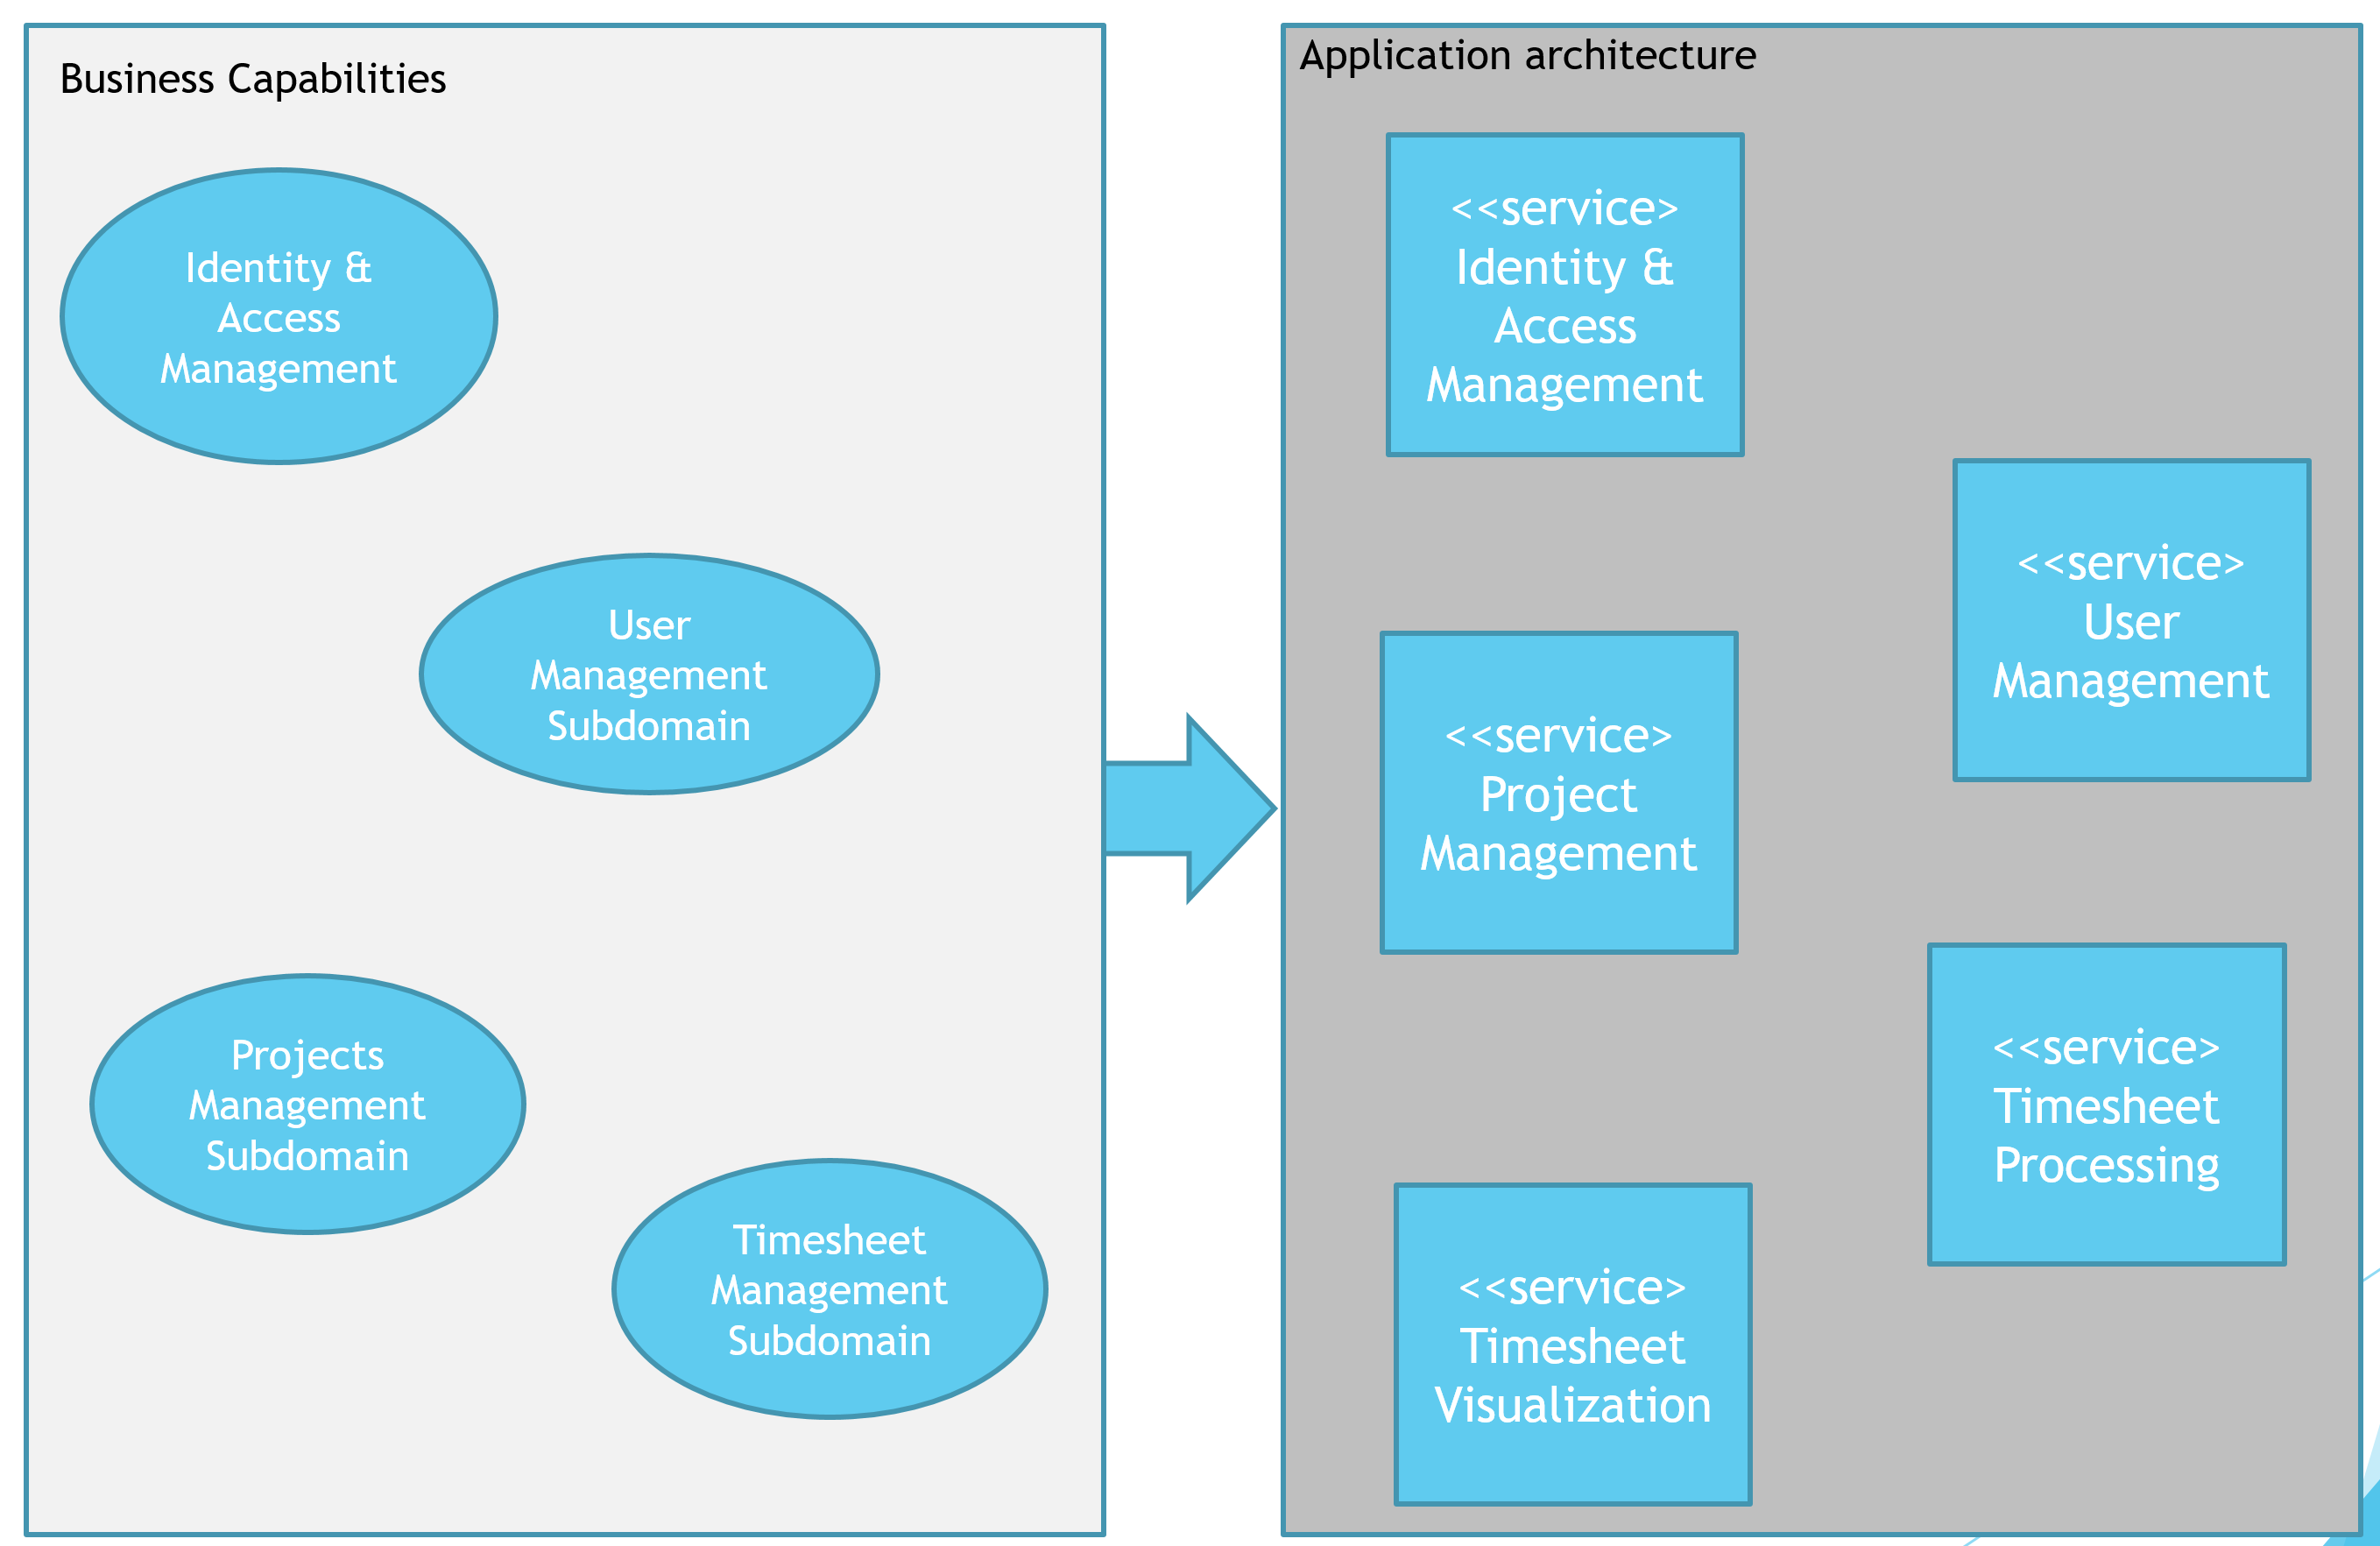 Business Capabilities
Identity &
Access
Management
User
Management
Subdomain
Projects
Management
Subdomain
Timesheet
Management
Subdomain
Application architecture
<<service>
Identity &
Access
Management
<<service>
User
Management
<<service>
Project
Management
<<service>
Timesheet
Processing
<<service>
Timesheet
Visualization